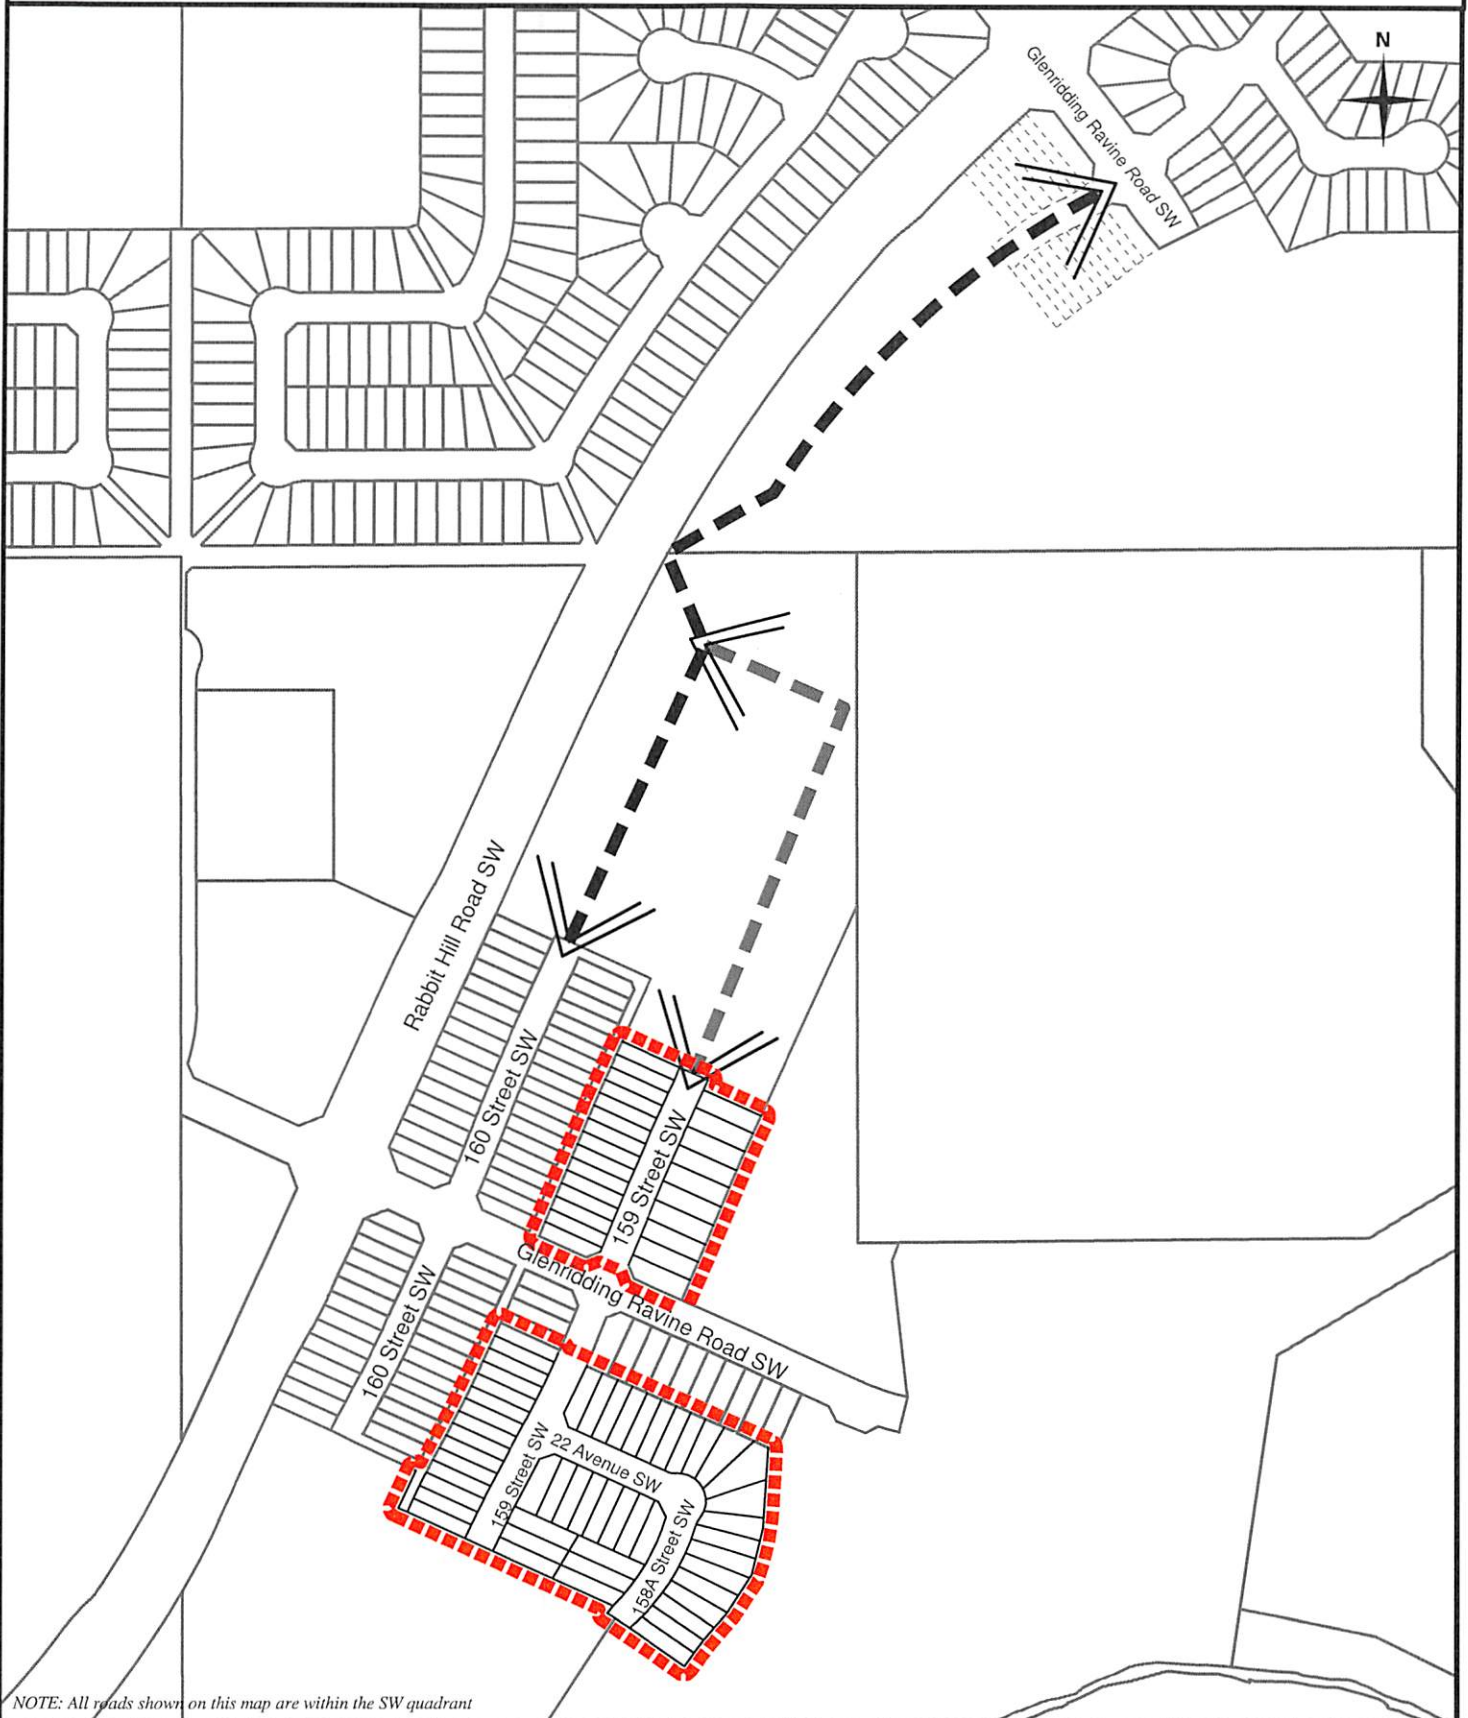 N
Glenridding Ravine Road SW
Rabbit Hill Road SW
160 Street SW
159 Street SW
Glenridding Ravine Road SW
160 Street SW
22 Avenue SW
159 Street SW
158A Street SW
NOTE: All roads shown on this map are within the SW quadrant